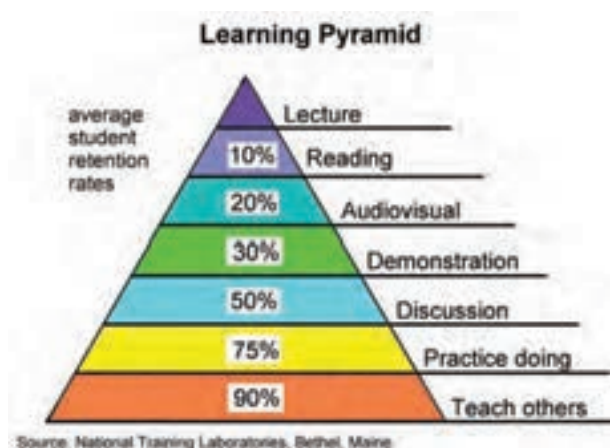 Learning Pyramid
average
student
retention
rates
Lecture
10%
Reading
20%
Audiovisual
30%
Demonstration
50%
Discussion
75%
Practice doing
90%
Teach others
Source: National Training Laboratories, Bethel, Maine